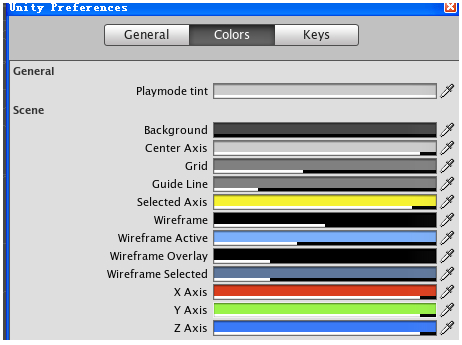 Unity Preferences
General Colors Keys
General
Playmode tint
Scene
Background
Center Axis
Grid
Guide Line
Selected Axis
Wireframe
Wireframe Active
Wireframe Overlay
Wireframe Selected
X Axis
Y Axis
Z Axis